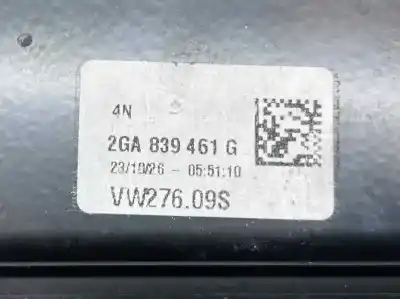 4N
2GA 839 461 G
23/10/26 - 05:51:10
VW276.09S